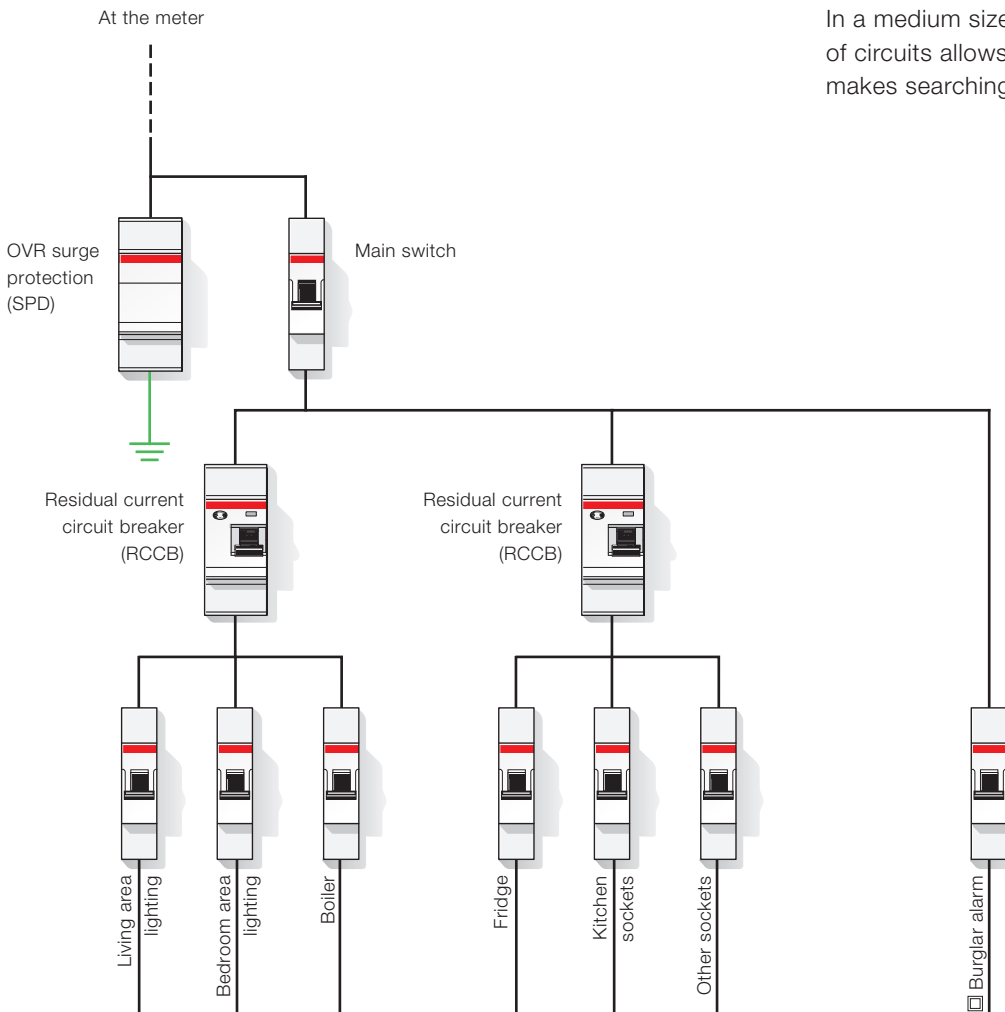 At the meter
In a medium size
of circuits allows
makes searching
OVR surge
protection
(SPD)
Main switch
Residual current
circuit breaker
(RCCB)
Residual current
circuit breaker
(RCCB)
Living area
lighting
Bedroom area
lighting
Boiler
Fridge
Kitchen
sockets
Other sockets
Burglar alarm